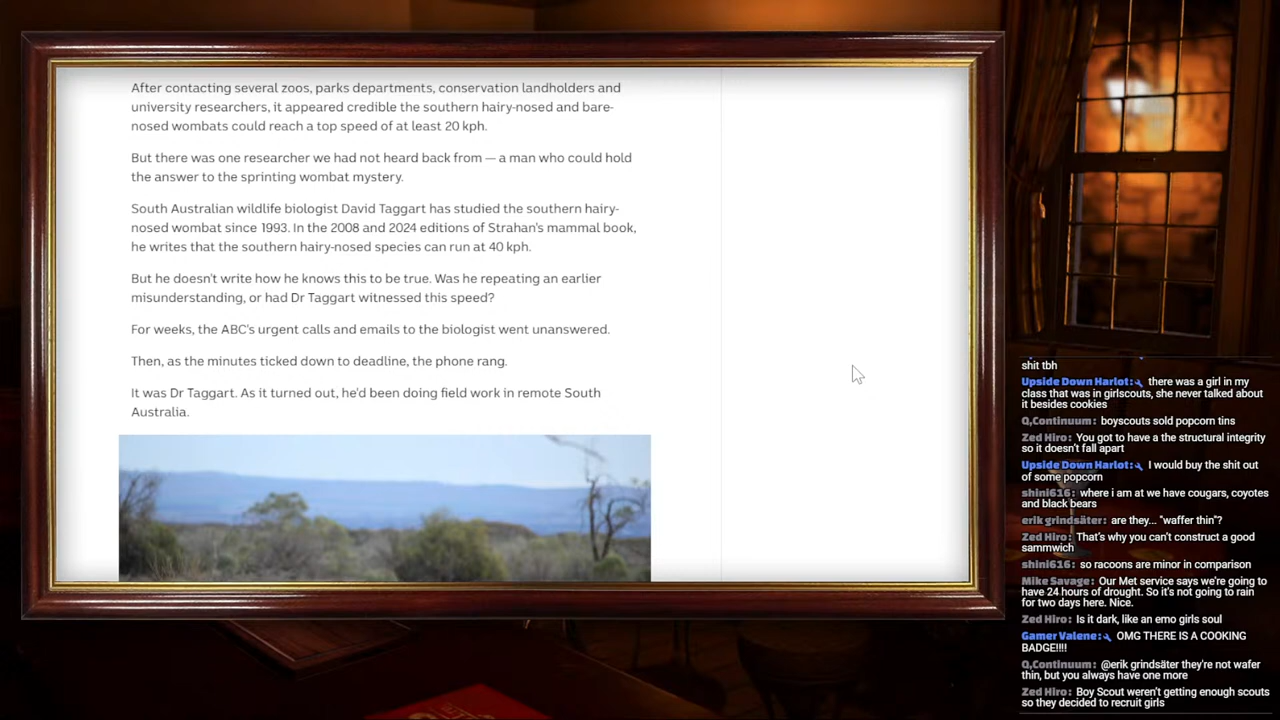 After contacting several zoos, parks departments, conservation landholders and
university researchers, it appeared credible the southern hairy-nosed and bare-
nosed wombats could reach a top speed of at least 20 kph.
But there was one researcher we had not heard back from — a man who could hold
the answer to the sprinting wombat mystery.
South Australian wildlife biologist David Taggart has studied the southern hairy-
nosed wombat since 1993. In the 2008 and 2024 editions of Strahan's mammal book,
he writes that the southern hairy-nosed species can run at 40 kph.
But he doesn't write how he knows this to be true. Was he repeating an earlier
misunderstanding, or had Dr Taggart witnessed this speed?
For weeks, the ABC's urgent calls and emails to the biologist went unanswered.
Then, as the minutes ticked down to deadline, the phone rang.
It was Dr Taggart. As it turned out, he'd been doing field work in remote South
Australia.
shit tbh
Upside Down Harlot: there was a girl in my
class that was in girlscouts, she never talked about
it besides cookies
Q,Continuum: boyscouts sold popcorn tins
Zed Hiro: You got to have a the structural integrity
so it doesn't fall apart
Upside Down Harlot: I would buy the shit out
of some popcorn
shini616: where i am at we have cougars, coyotes
and black bears
erik grindsäter: are they... "waffer thin"?
Zed Hiro: That's why you can't construct a good
sammwich
shini616: so racoons are minor in comparison
Mike Savage: Our Met service says we're going to
have 24 hours of drought. So it's not going to rain
for two days here. Nice.
Zed Hiro: Is it dark, like an emo girls soul
Gamer Valene: OMG THERE IS A COOKING
BADGE!!!!
Q,Continuum: @erik grindsäter they're not wafer
thin, but you always have one more
Zed Hiro: Boy Scout weren't getting enough scouts
so they decided to recruit girls